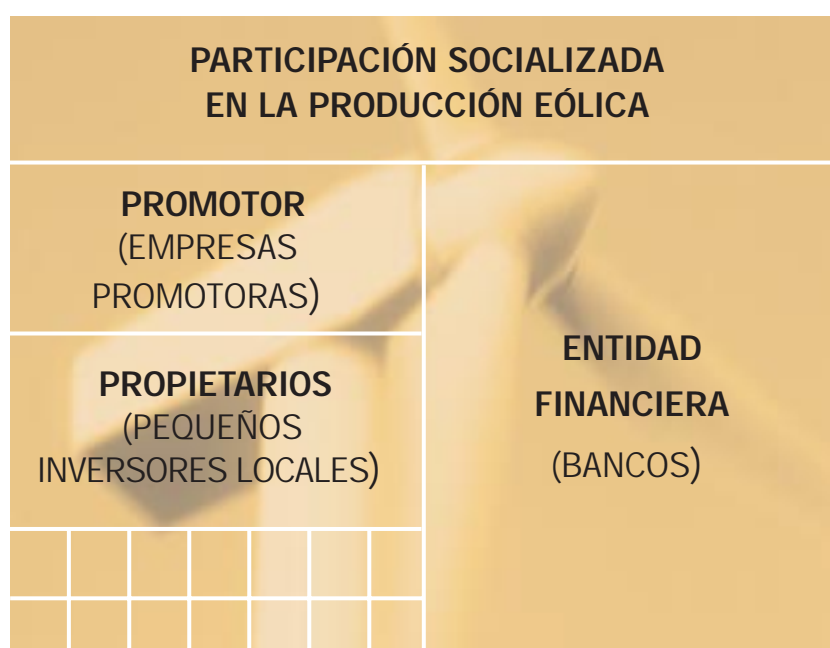 PARTICIPACIÓN SOCIALIZADA
EN LA PRODUCCIÓN EÓLICA
PROMOTOR
(EMPRESAS
PROMOTORAS)
PROPIETARIOS
(PEQUEÑOS
INVERSORES LOCALES)
ENTIDAD
FINANCIERA
(BANCOS)